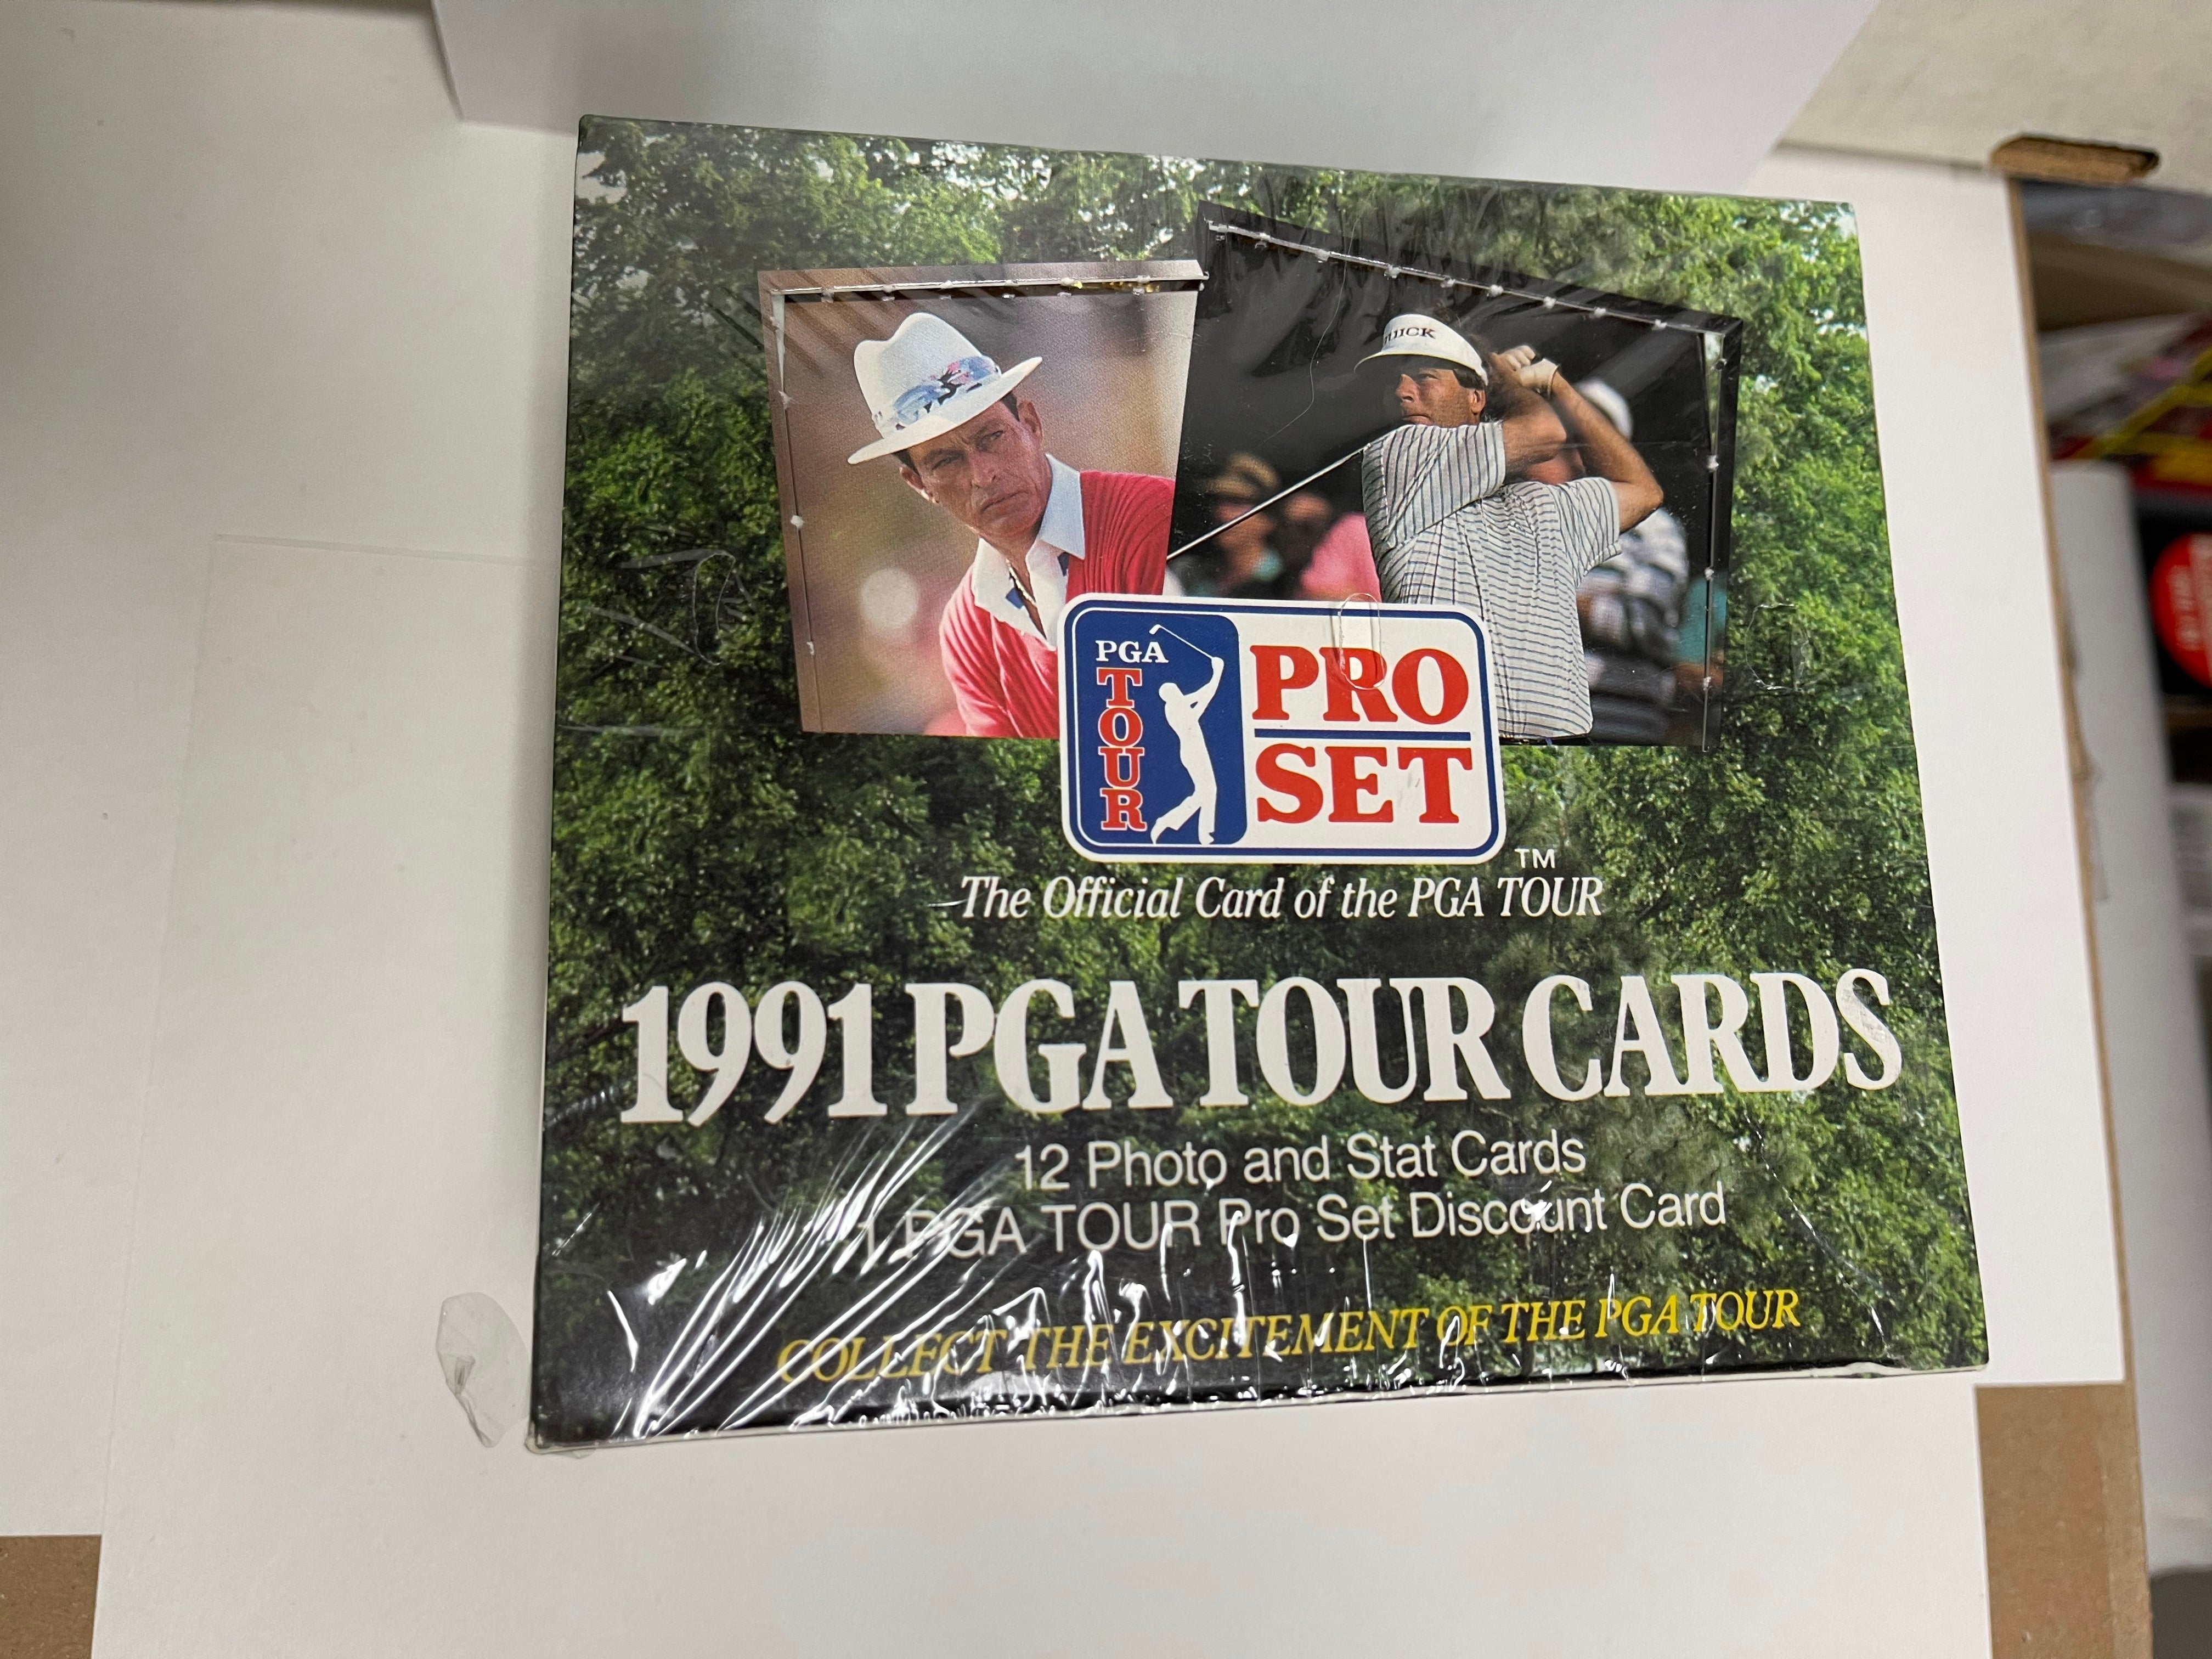 UICK
PGA
TOUR
PRO
SET
TM
The Official Card of the PGA TOUR
1991 PGA TOUR CARDS
12 Photo and Stat Cards
1 PGA TOUR Pro Set Discount Card
COLLECT THE EXCITEMENT OF THE PGA TOUR